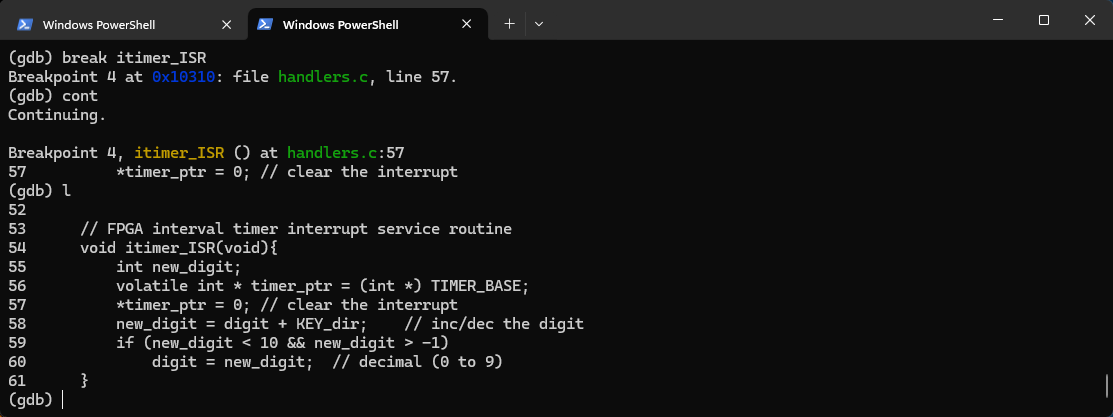 Windows PowerShell
Windows PowerShell
(gdb) break itimer_ISR
Breakpoint 4 at 0x10310: file handlers.c, line 57.
(gdb) cont
Continuing.

Breakpoint 4, itimer_ISR () at handlers.c:57
57          *timer_ptr = 0; // clear the interrupt
(gdb) l
52
53      // FPGA interval timer interrupt service routine
54      void itimer_ISR(void){
55          int new_digit;
56          volatile int * timer_ptr = (int *) TIMER_BASE;
57          *timer_ptr = 0; // clear the interrupt
58          new_digit = digit + KEY_dir;    // inc/dec the digit
59          if (new_digit < 10 && new_digit > -1)
60              digit = new_digit;  // decimal (0 to 9)
61      }
(gdb)